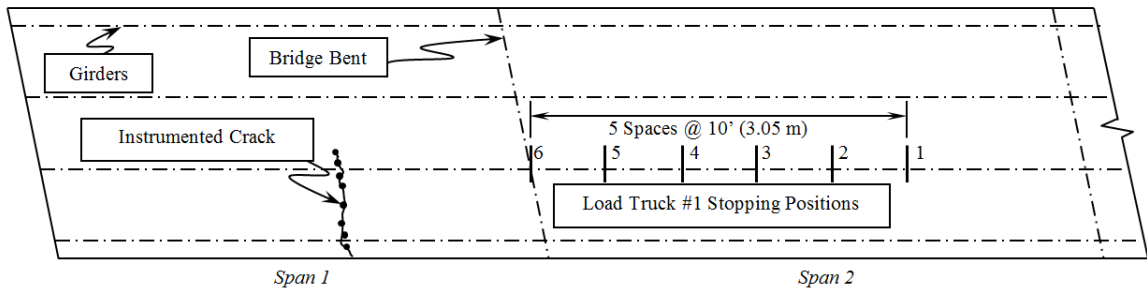 Girders
Bridge Bent
Instrumented Crack
5 Spaces @ 10’ (3.05 m)
6 5 4 3 2 1
Load Truck #1 Stopping Positions
Span 1
Span 2